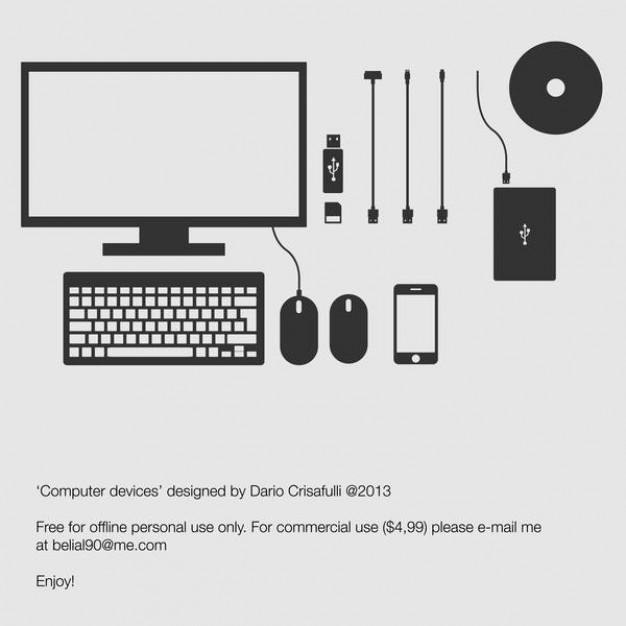 ‘Computer devices’ designed by Dario Crisafulli @2013
Free for offline personal use only. For commercial use ($4,99) please e-mail me
at belial90@me.com
Enjoy!